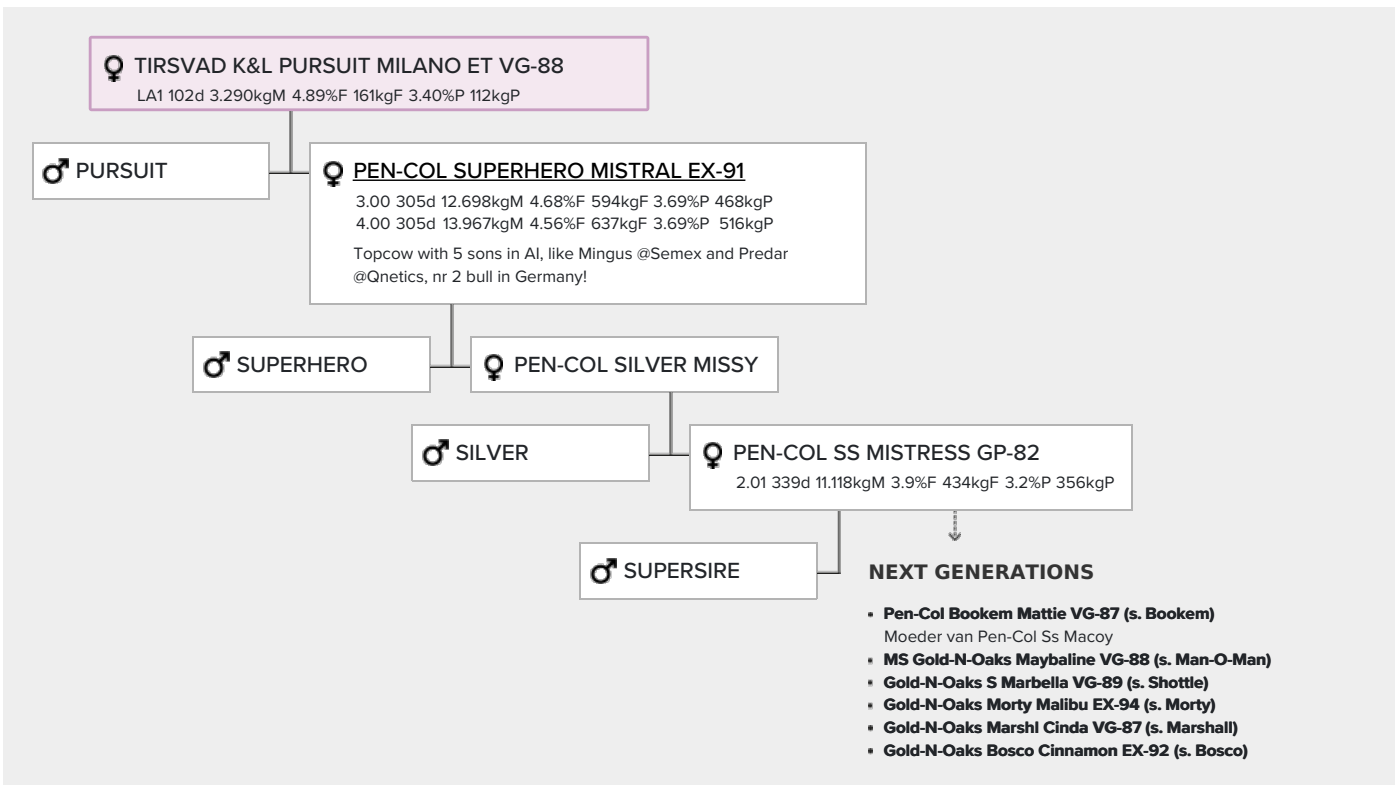 TIRSVAD K&L PURSUIT MILANO ET VG-88
LA1 102d 3.290kgM 4.89%F 161kgF 3.40%P 112kgP
PURSUIT
PEN-COL SUPERHERO MISTRAL EX-91
3.00 305d 12.698kgM 4.68%F 594kgF 3.69%P 468kgP
4.00 305d 13.967kgM 4.56%F 637kgF 3.69%P 516kgP
Topcow with 5 sons in AI, like Mingus @Semex and Predar
@Qnetics, nr 2 bull in Germany!
SUPERHERO
PEN-COL SILVER MISSY
SILVER
PEN-COL SS MISTRESS GP-82
2.01 339d 11.118kgM 3.9%F 434kgF 3.2%P 356kgP
SUPERSIRE
NEXT GENERATIONS
Pen-Col Bookem Mattie VG-87 (s. Bookem)
Moeder van Pen-Col Ss Macoy
MS Gold-N-Oaks Maybaline VG-88 (s. Man-O-Man)
Gold-N-Oaks S Marbella VG-89 (s. Shottle)
Gold-N-Oaks Morty Malibu EX-94 (s. Morty)
Gold-N-Oaks Marshl Cinda VG-87 (s. Marshall)
Gold-N-Oaks Bosco Cinnamon EX-92 (s. Bosco)